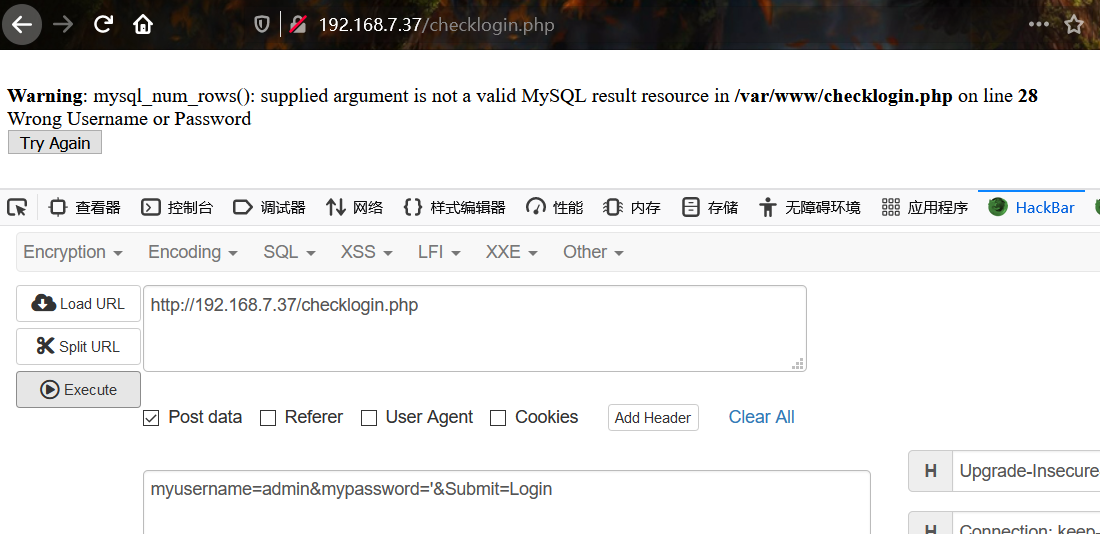 192.168.7.37/checklogin.php
Warning: mysql_num_rows(): supplied argument is not a valid MySQL result resource in /var/www/checklogin.php on line 28
Wrong Username or Password
Try Again
查看器 控制台 调试器 网络 样式编辑器 性能 内存 存储 无障碍环境 应用程序 HackBar
Encryption Encoding SQL XSS LFI XXE Other
Load URL
http://192.168.7.37/checklogin.php
Split URL
Execute
Post data Referer User Agent Cookies Add Header Clear All
myusername=admin&mypassword='&Submit=Login
H Upgrade-Insecure
H Connection: keep-